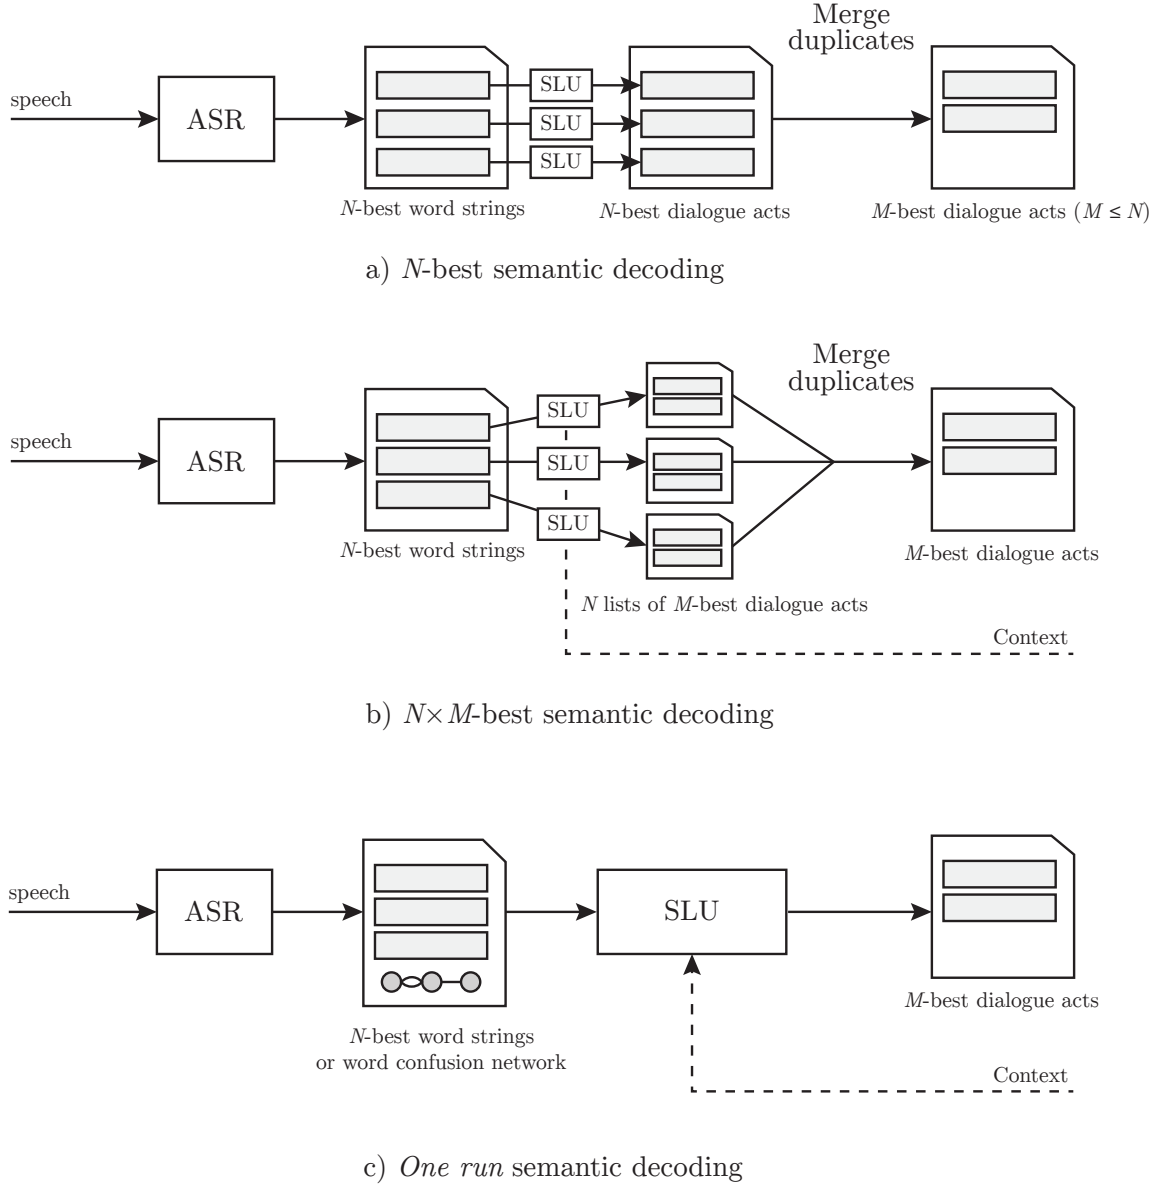 Merge
duplicates
speech
ASR
SLU
SLU
SLU
N-best word strings
N-best dialogue acts
M-best dialogue acts (M ≤ N)
a) N-best semantic decoding
Merge
duplicates
speech
ASR
SLU
SLU
SLU
N-best word strings
M-best dialogue acts
N lists of M-best dialogue acts
Context
b) N×M-best semantic decoding
speech
ASR
SLU
M-best dialogue acts
N-best word strings
or word confusion network
Context
c) One run semantic decoding